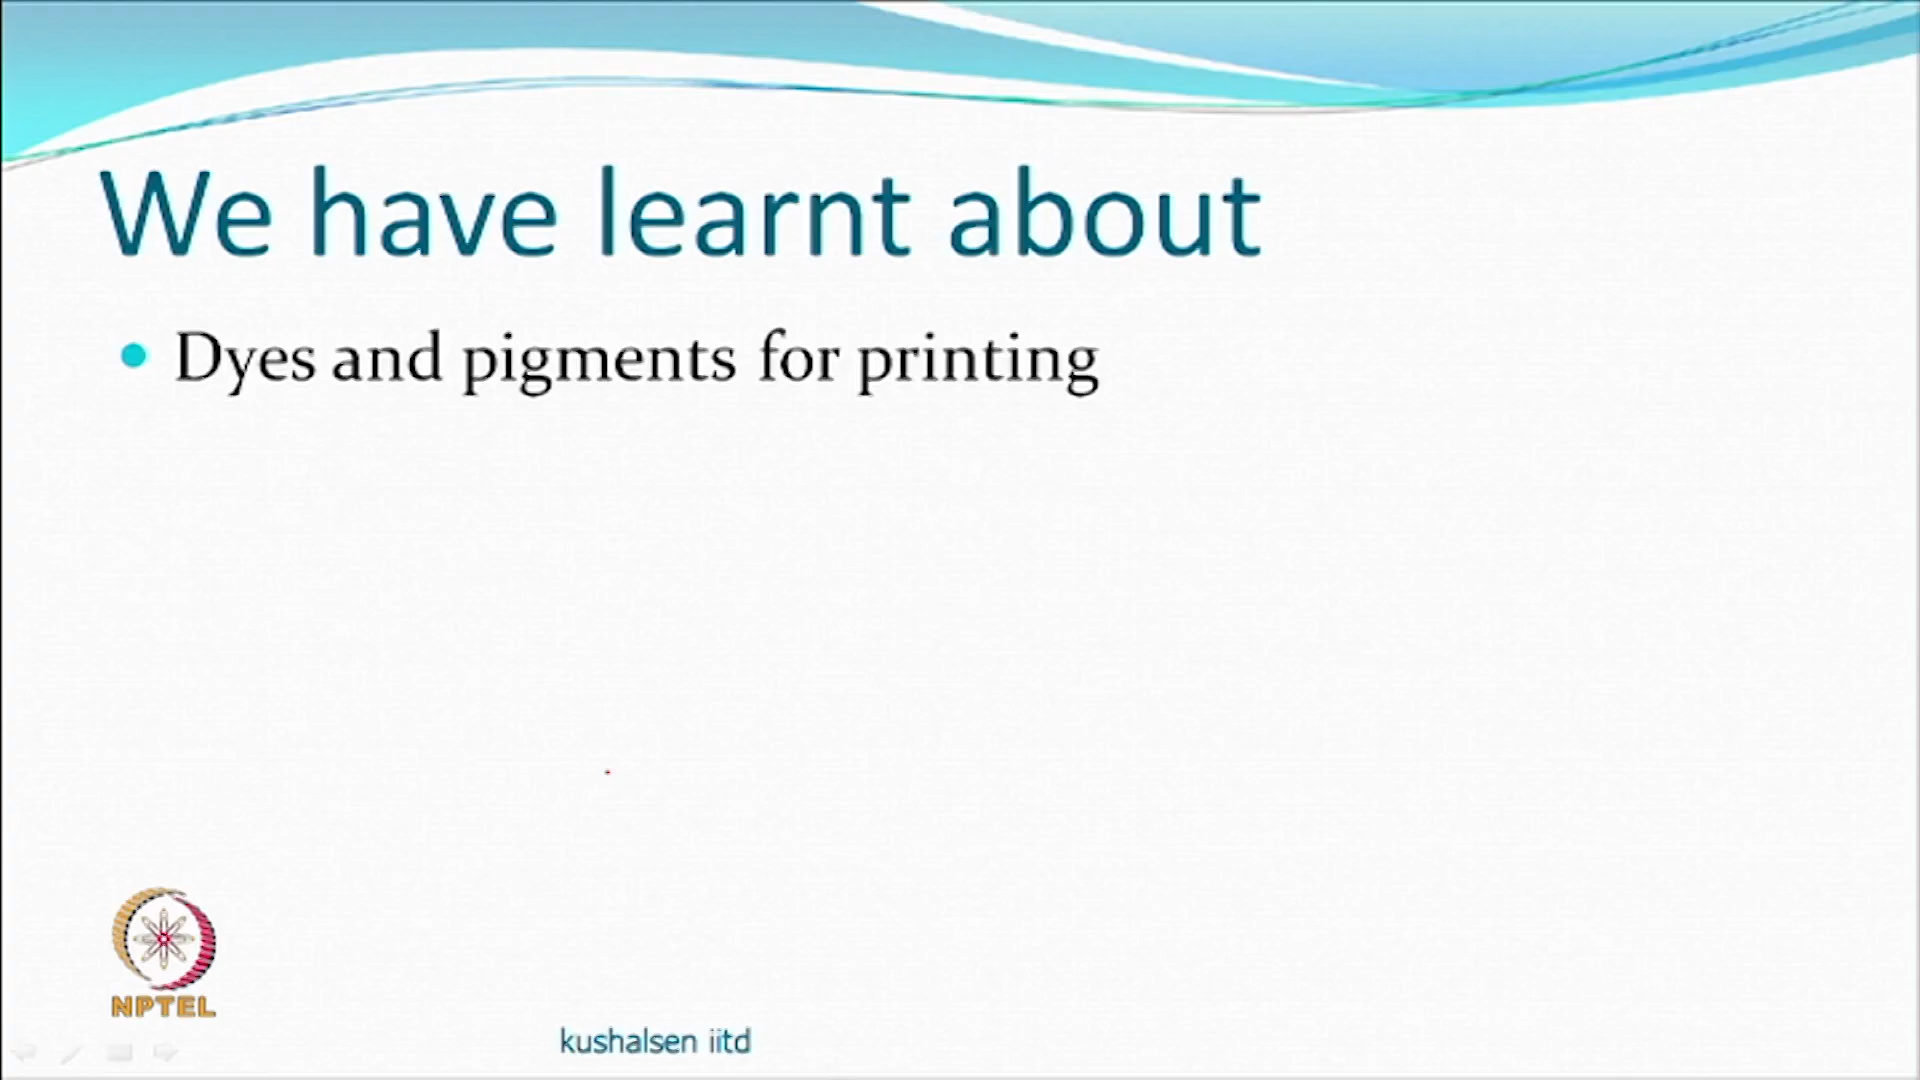 We have learnt about
Dyes and pigments for printing
NPTEL
kushalsen iitd